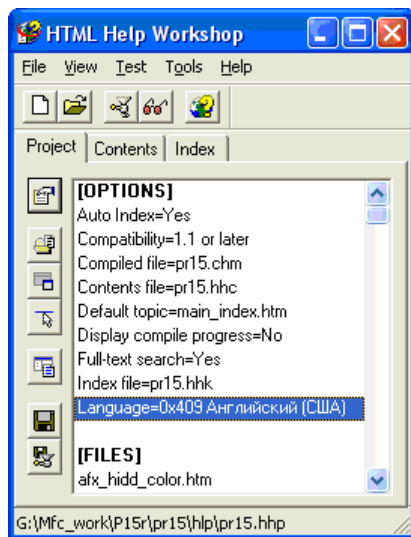 HTML Help Workshop
File View Test Tools Help
Project Contents Index
[OPTIONS]
Auto Index=Yes
Compatibility=1.1 or later
Compiled file=pr15.chm
Contents file=pr15.hhc
Default topic=main_index.htm
Display compile progress=No
Full-text search=Yes
Index file=pr15.hhk
Language=0x409 Английский (США)
[FILES]
afx_hidd_color.htm
G:\Mfc_work\P15r\pr15\hlp\pr15.hhp